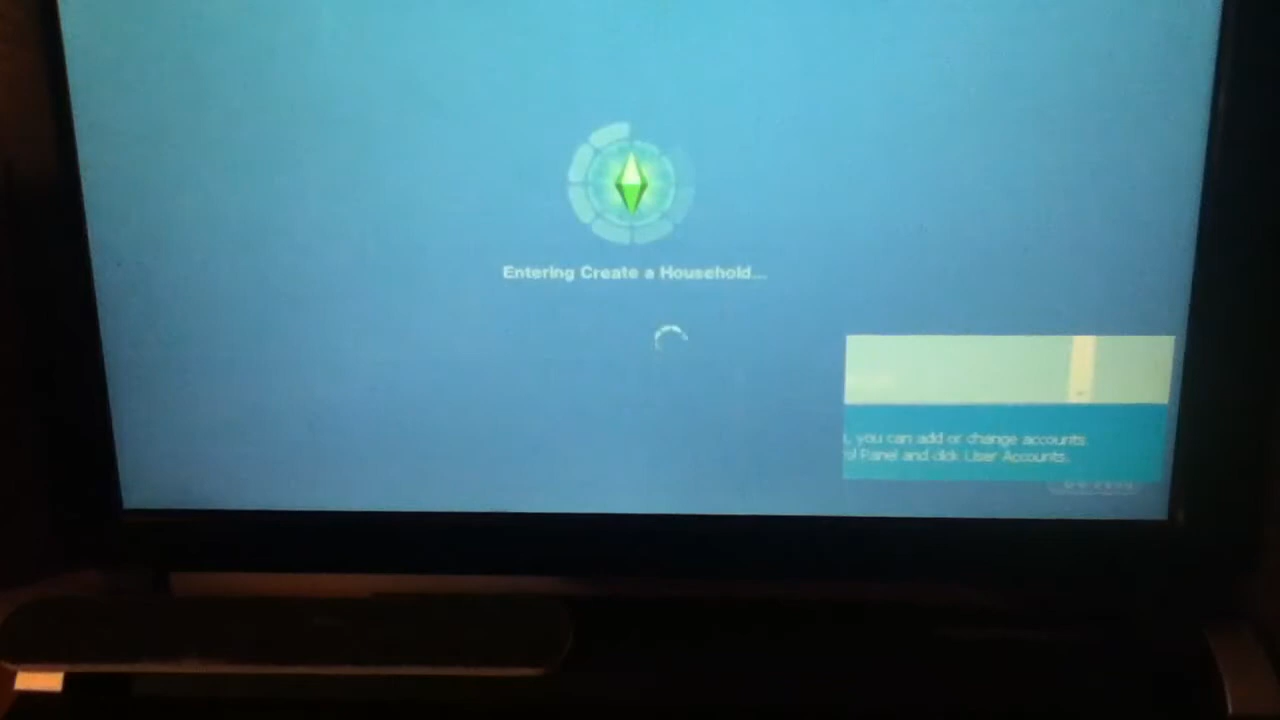 Entering Create a Household...
, you can add or change accounts
Panel and click User Accounts.